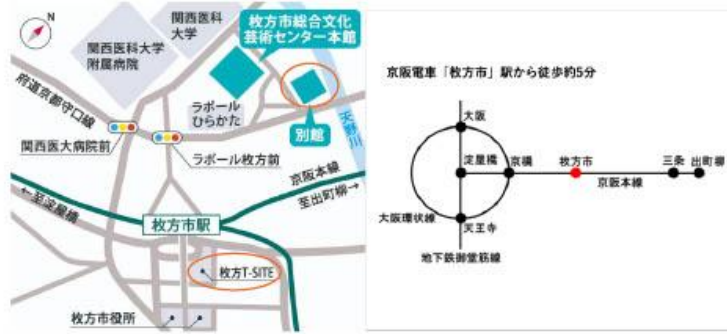 N
関西医科
大学
関西医科大学
附属病院
枚方市総合文化
芸術センター本館
府道京都守口線
ラポール
ひらかた
別館
天野川
関西医大病院前
ラポール枚方前
京阪本線
至出町柳→
←至淀屋橋
枚方市駅
枚方T-SITE
枚方市役所
京阪電車「枚方市」駅から徒歩約5分
大阪
淀屋橋
京橋
枚方市
三条
出町柳
京阪本線
大阪環状線
天王寺
地下鉄御堂筋線